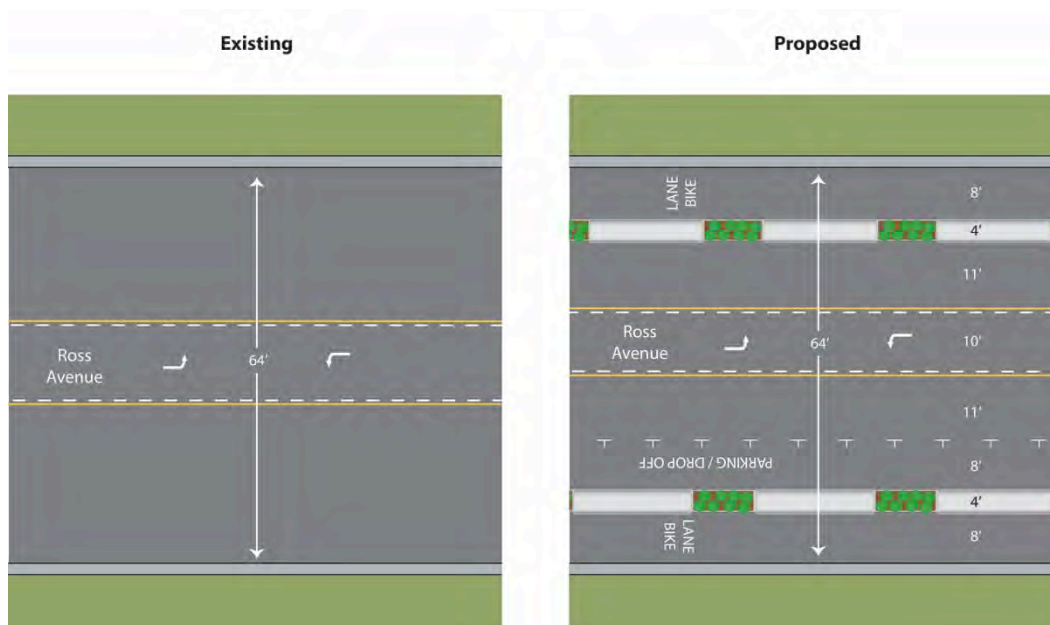 Existing
Proposed
Ross
Avenue
64’
LANE
BIKE
8’
4’
11’
Ross
Avenue
64’
10’
11’
PARKING / DROP OFF
8’
4’
LANE
BIKE
8’